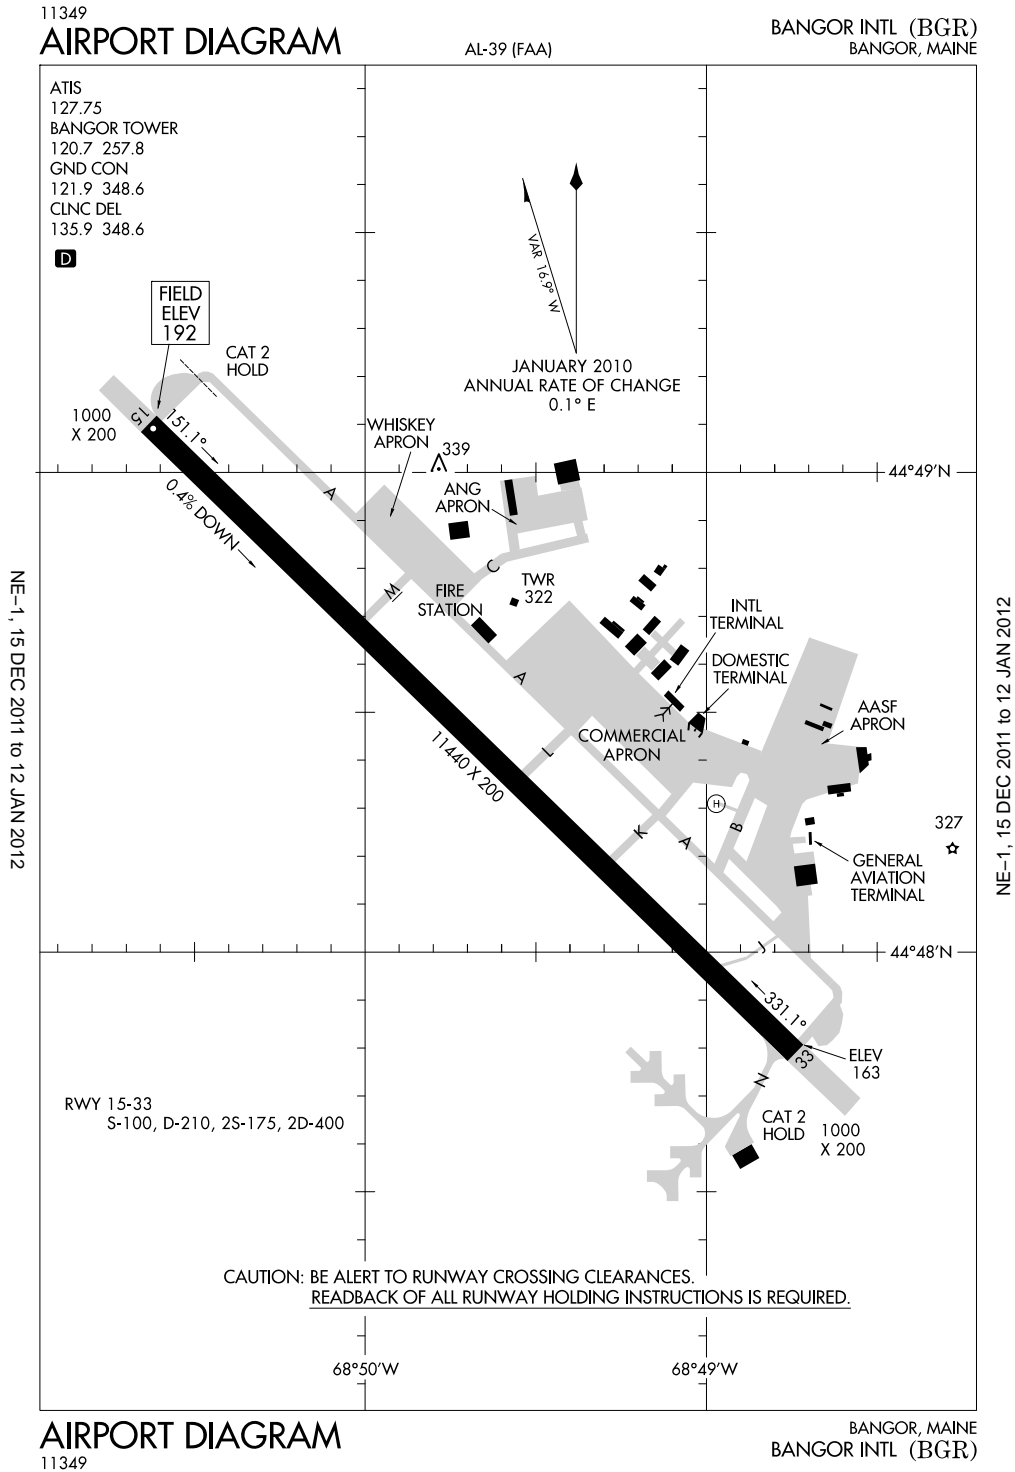 11349
AIRPORT DIAGRAM
AL-39 (FAA)
BANGOR INTL (BGR)
BANGOR, MAINE
ATIS
127.75
BANGOR TOWER
120.7 257.8
GND CON
121.9 348.6
CLNC DEL
135.9 348.6
D
VAR 16.9° W
JANUARY 2010
ANNUAL RATE OF CHANGE
0.1° E
FIELD
ELEV
192
CAT 2
HOLD
1000
X 200
15
151.1°
0.4% DOWN
WHISKEY
APRON
339
ANG
APRON
44°49'N
A
C
M
FIRE
STATION
TWR
322
INTL
TERMINAL
DOMESTIC
TERMINAL
A
COMMERCIAL
APRON
AASF
APRON
11440 X 200
L
H
K
A
B
327
GENERAL
AVIATION
TERMINAL
J
44°48'N
331.1°
33
ELEV
163
N
CAT 2
HOLD
1000
X 200
RWY 15-33
S-100, D-210, 2S-175, 2D-400
CAUTION: BE ALERT TO RUNWAY CROSSING CLEARANCES.
READBACK OF ALL RUNWAY HOLDING INSTRUCTIONS IS REQUIRED.
68°50'W
68°49'W
NE-1, 15 DEC 2011 to 12 JAN 2012
NE-1, 15 DEC 2011 to 12 JAN 2012
AIRPORT DIAGRAM
11349
BANGOR, MAINE
BANGOR INTL (BGR)